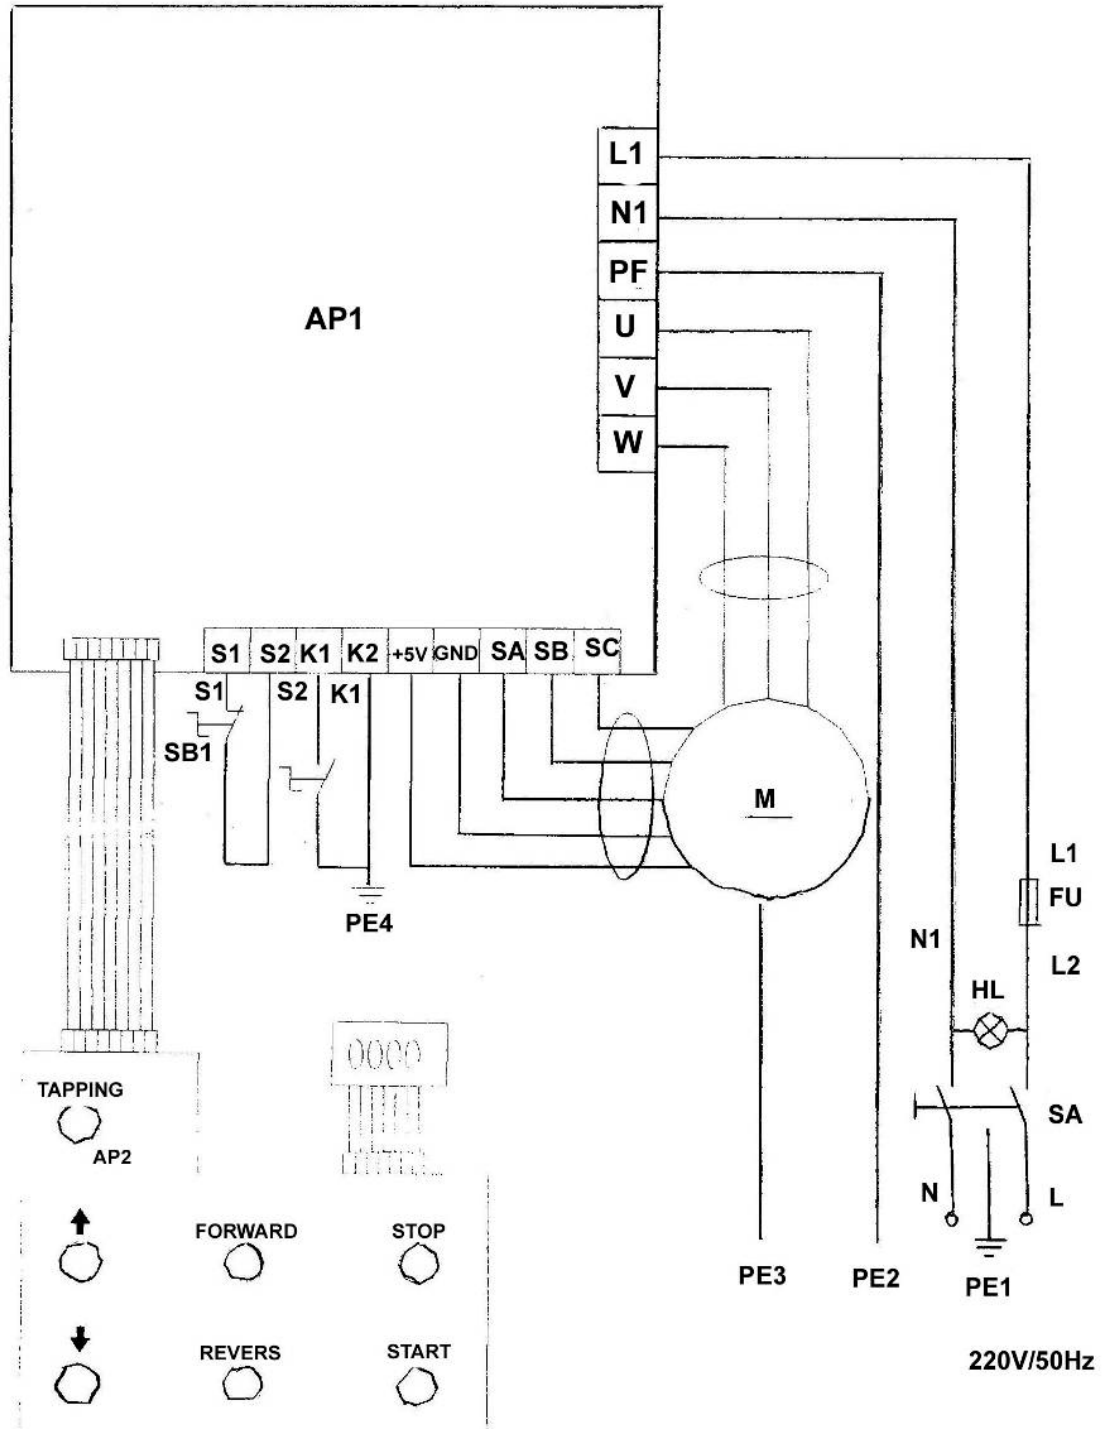 L1
N1
PF
AP1
U
V
W
S1 S2 K1 K2 +5V GND SA SB SC
S1 S2 K1
SB1
M
L1
FU
PE4
N1
L2
HL
0000
TAPPING
SA
AP2
N L
FORWARD STOP
PE3 PE2 PE1
REVERS START
220V/50Hz